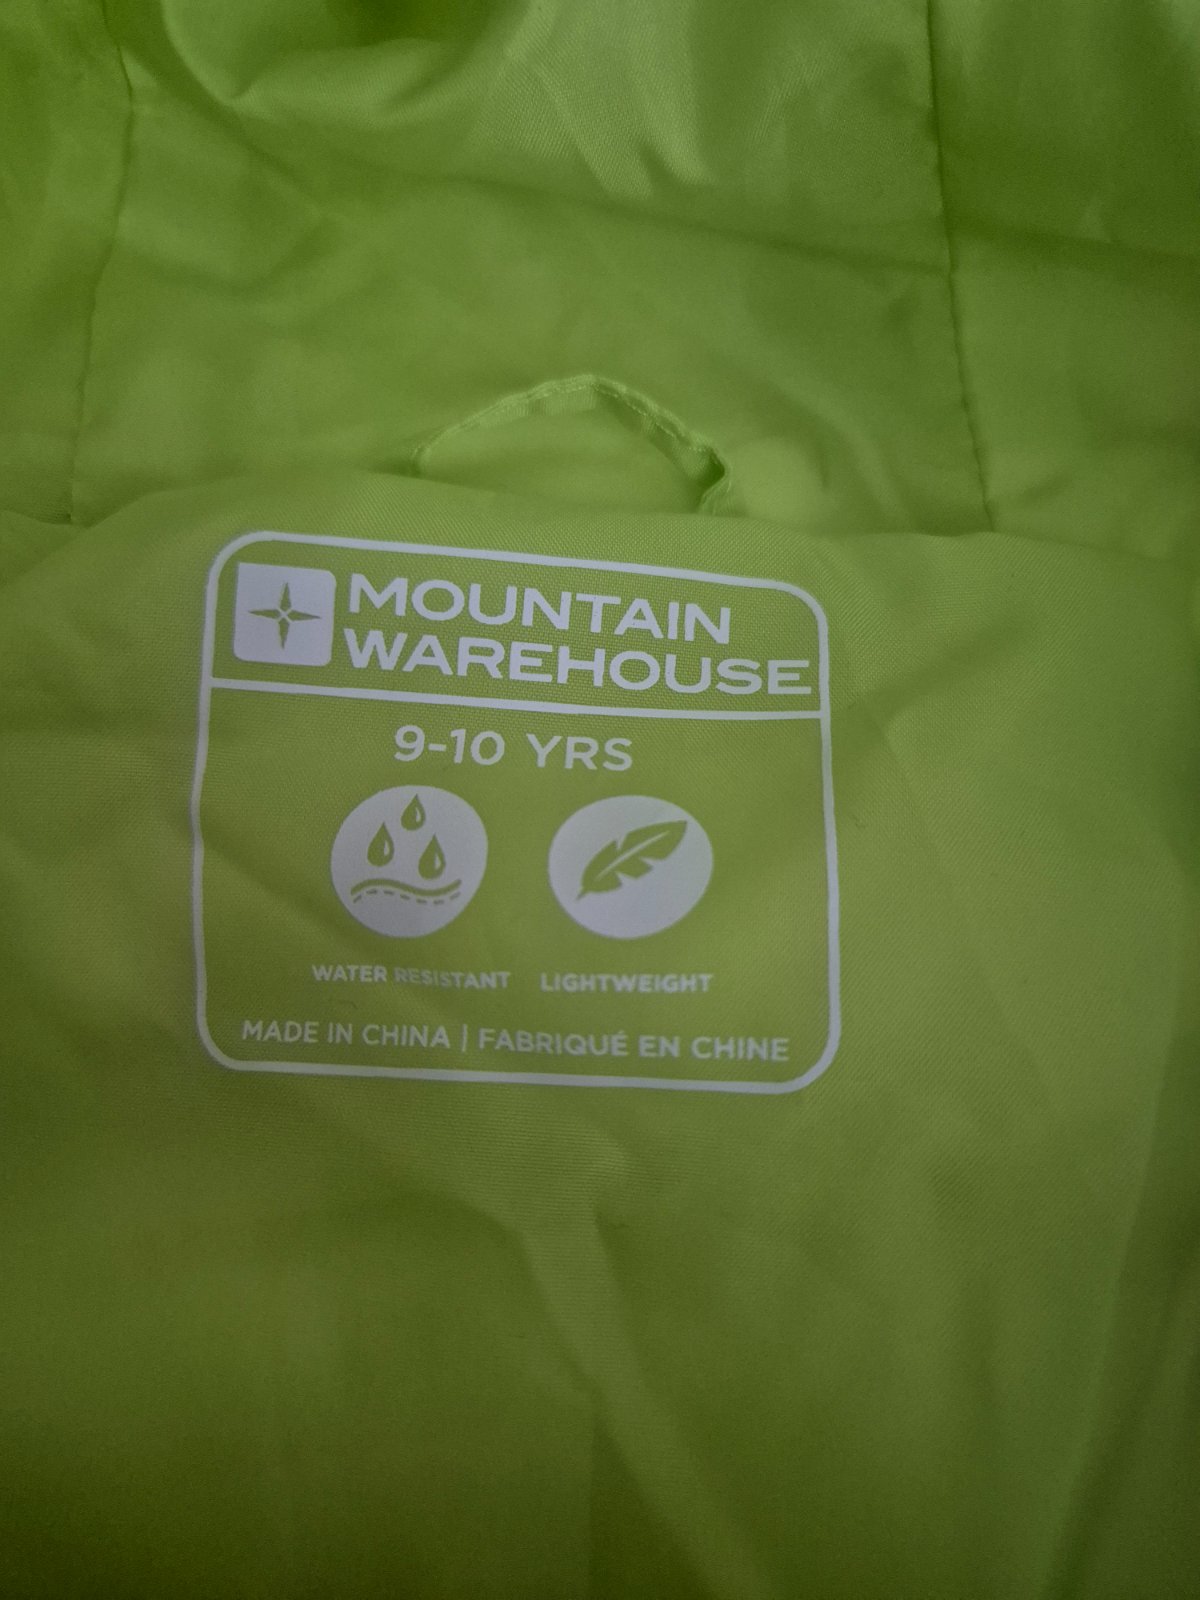 MOUNTAIN
WAREHOUSE
9-10 YRS
WATER RESISTANT LIGHTWEIGHT
MADE IN CHINA | FABRIQUÉ EN CHINE